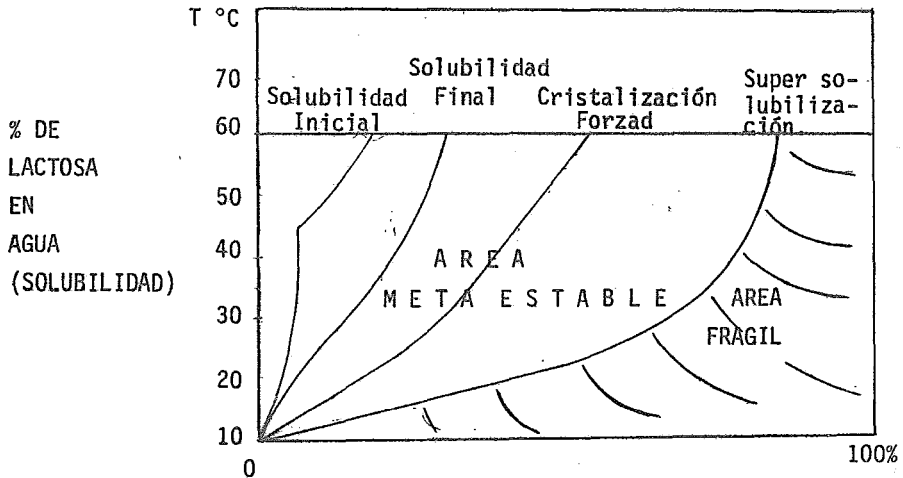 T °C
70
60
50
40
30
20
10
% DE
LACTOSA
EN
AGUA
(SOLUBILIDAD)
Solubilidad
Inicial
Solubilidad
Final
Cristalización
Forzad
Super so-
lubiliza-
ción.
A R E A
M E T A  E S T A B L E
AREA
FRAGIL
0
100%